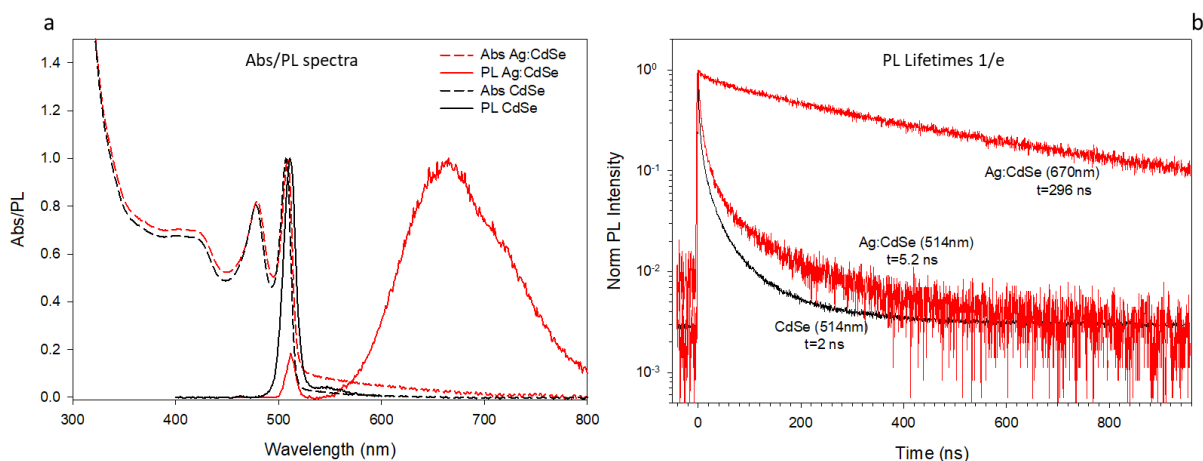 a
Abs/PL spectra
Abs Ag:CdSe
PL Ag:CdSe
Abs CdSe
PL CdSe
1.4
1.2
1.0
0.8
0.6
0.4
0.2
0.0
Abs/PL
300 400 500 600 700 800
Wavelength (nm)
b
PL Lifetimes 1/e
10⁰
10⁻¹
10⁻²
10⁻³
Norm PL Intensity
Ag:CdSe (670nm)
t=296 ns
Ag:CdSe (514nm)
t=5.2 ns
CdSe (514nm)
t=2 ns
0 200 400 600 800
Time (ns)